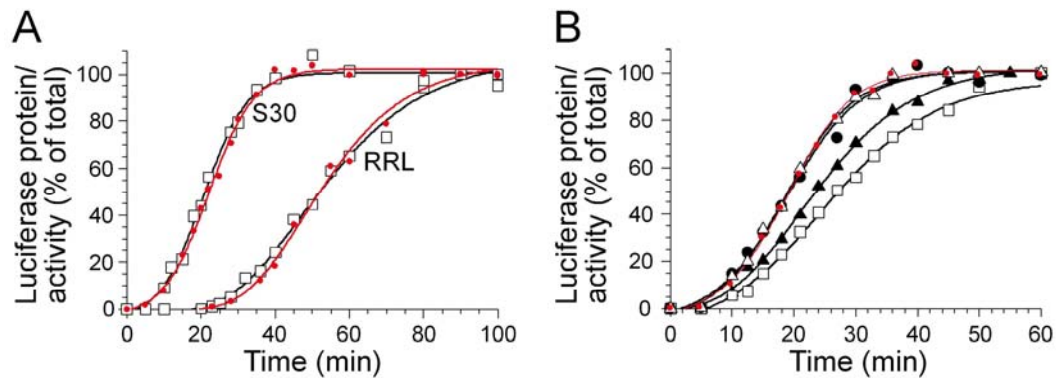 A
Luciferase protein/
activity (% of total)
100
80
60
40
20
0
S30
RRL
0 20 40 60 80 100
Time (min)
B
Luciferase protein/
activity (% of total)
100
80
60
40
20
0
0 10 20 30 40 50 60
Time (min)